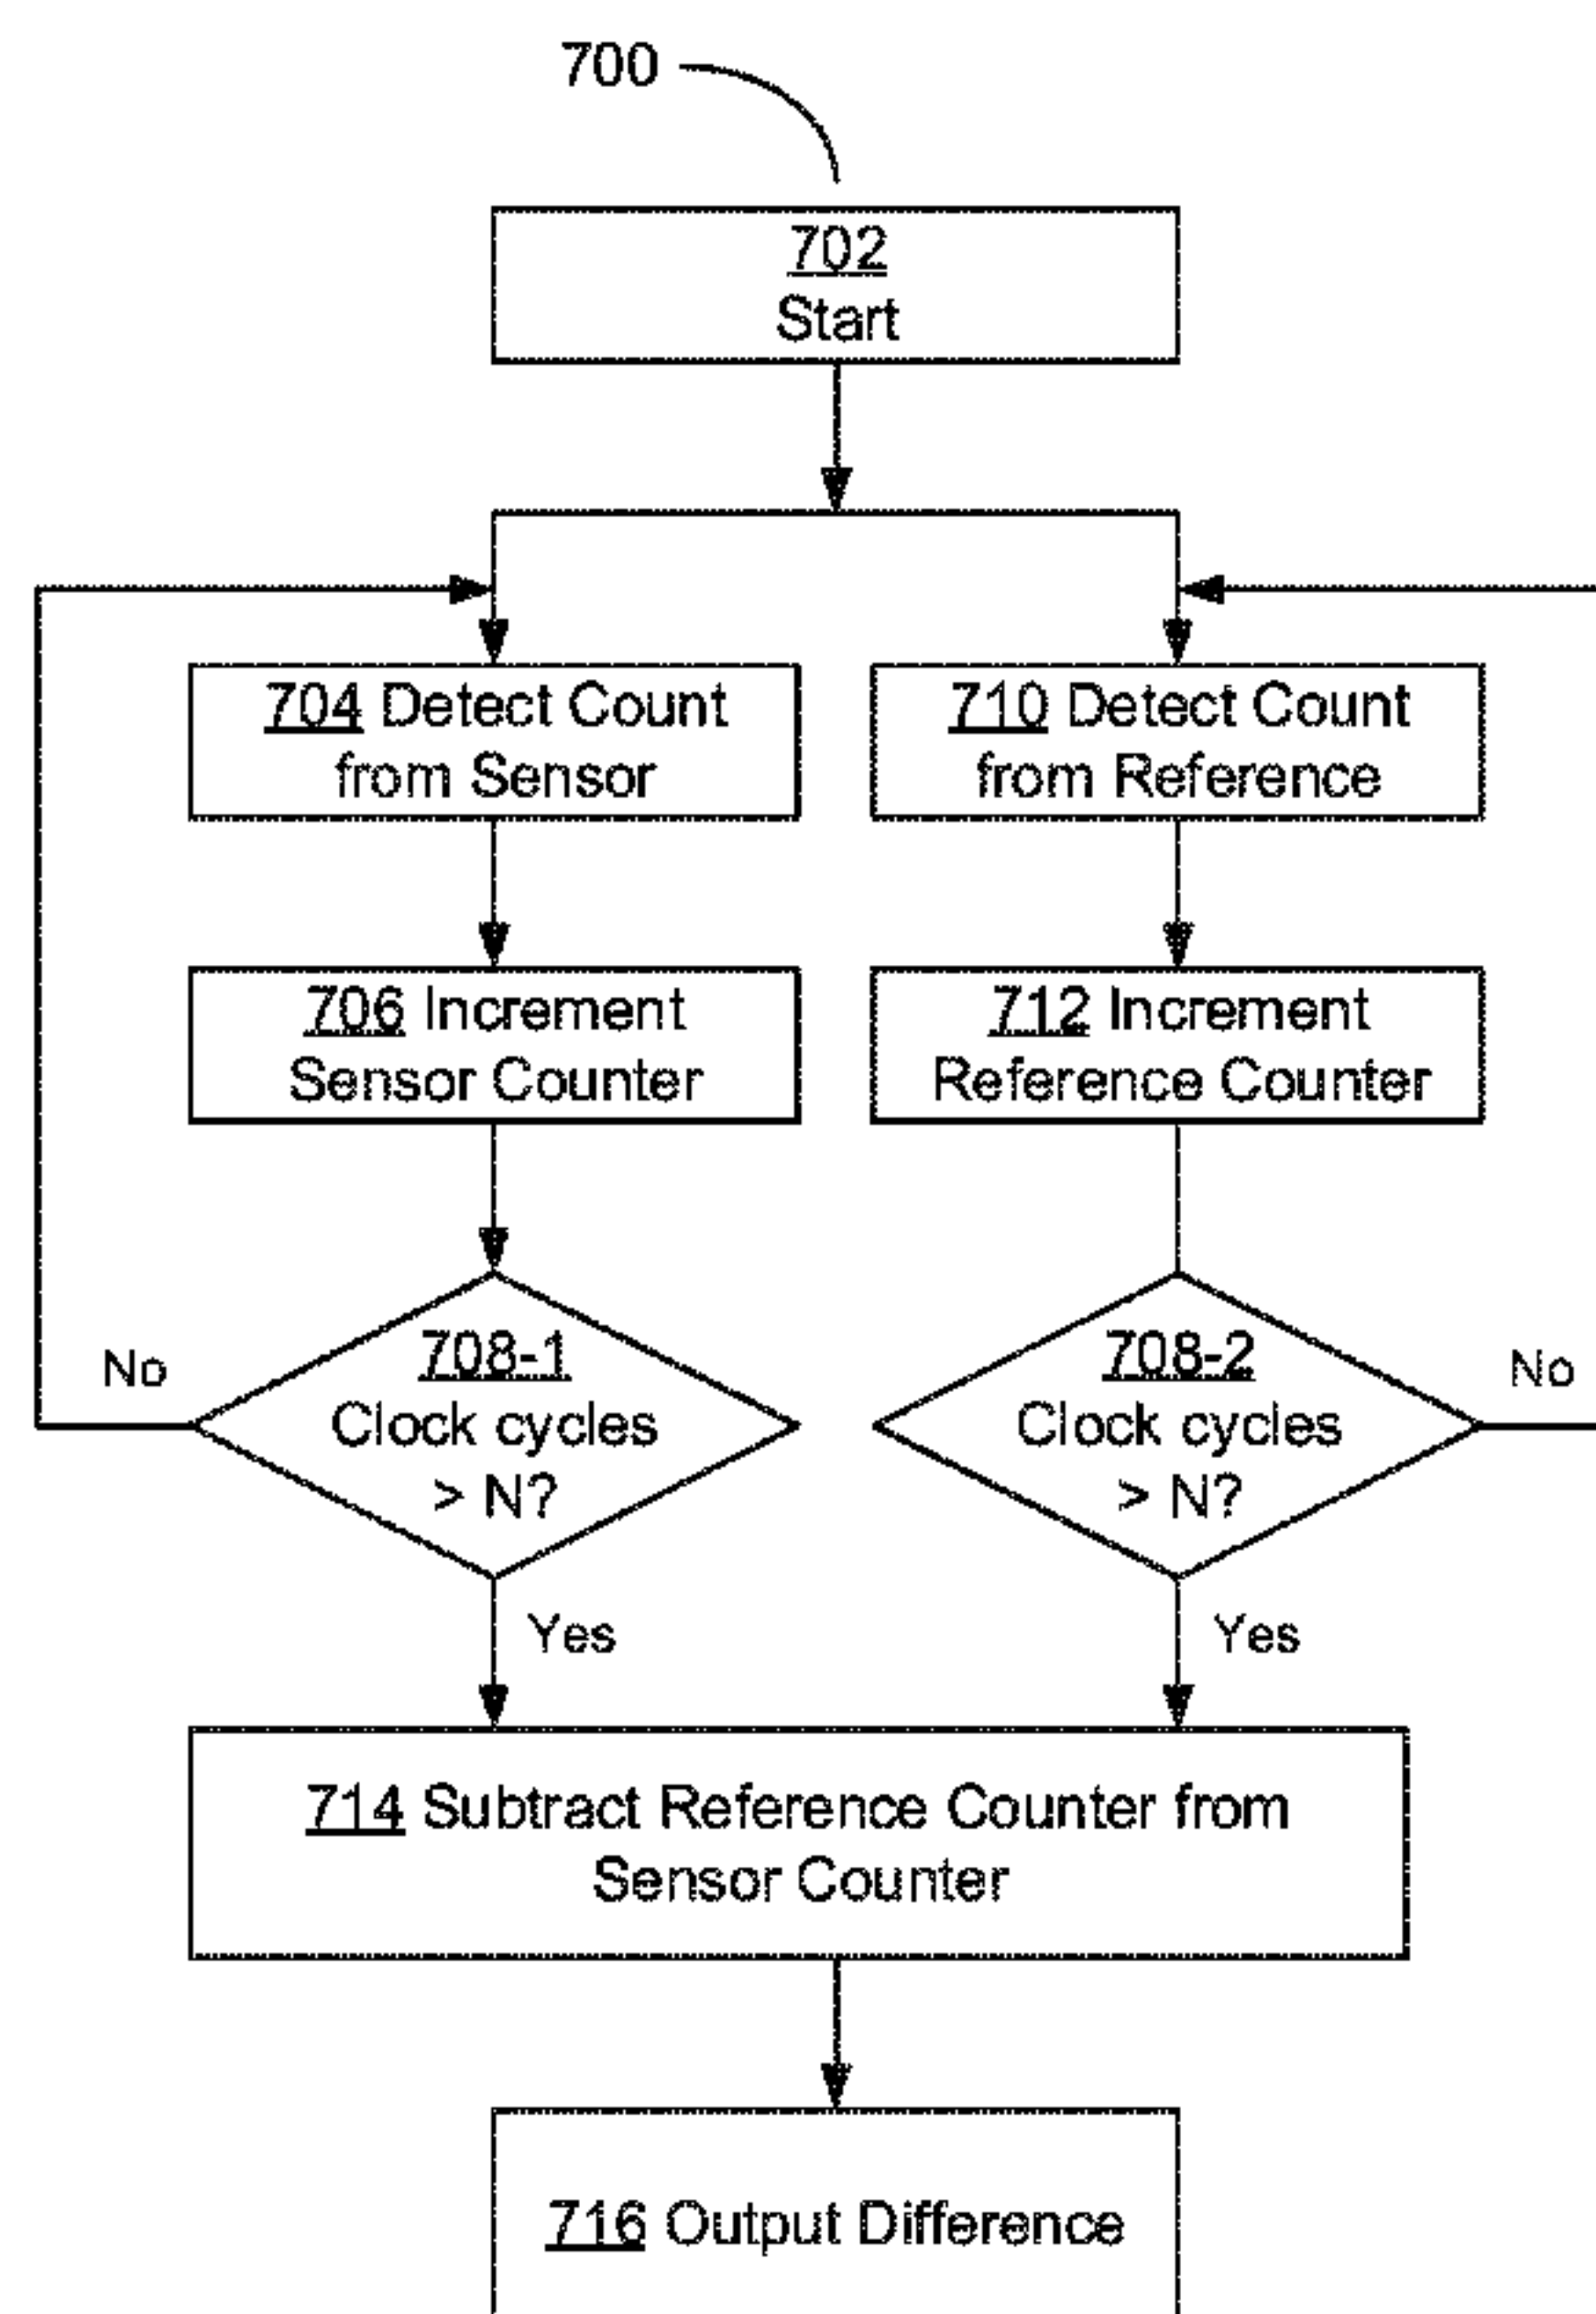 700
702
Start
704 Detect Count
from Sensor
710 Detect Count
from Reference
706 Increment
Sensor Counter
712 Increment
Reference Counter
No
708-1
Clock cycles
> N?
708-2
Clock cycles
> N?
No
Yes
Yes
714 Subtract Reference Counter from
Sensor Counter
716 Output Difference